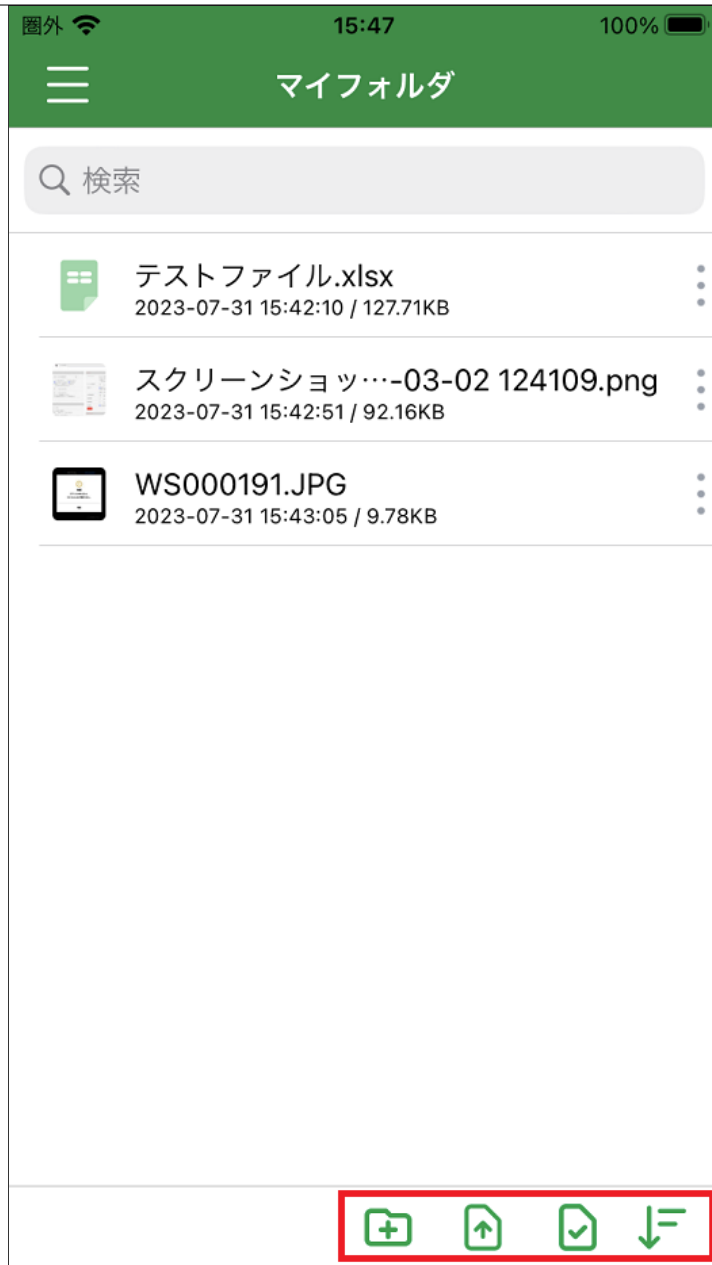 圏外 15:47 100%
マイフォルダ
検索
テストファイル.xlsx
2023-07-31 15:42:10 / 127.71KB
スクリーンショッ…-03-02 124109.png
2023-07-31 15:42:51 / 92.16KB
WS000191.JPG
2023-07-31 15:43:05 / 9.78KB